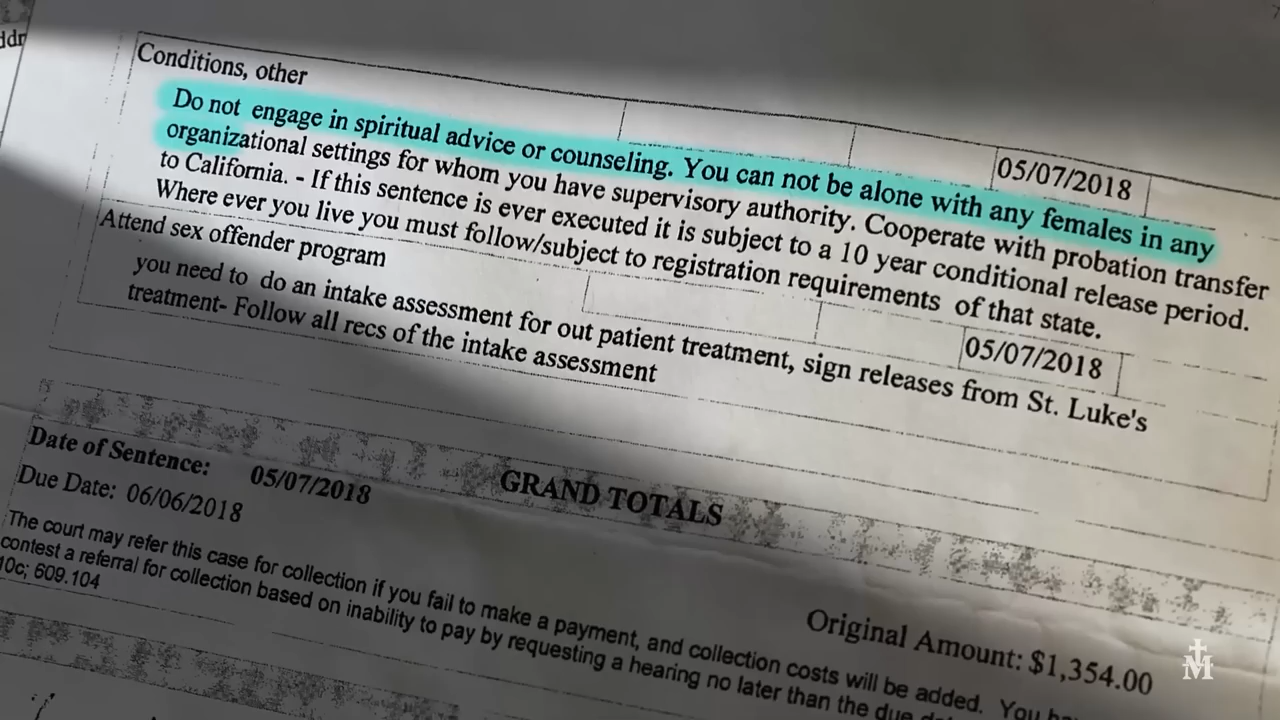 Conditions, other
05/07/2018
Do not engage in spiritual advice or counseling. You can not be alone with any females in any
organizational settings for whom you have supervisory authority. Cooperate with probation transfer
to California. - If this sentence is ever executed it is subject to a 10 year conditional release period.
Where ever you live you must follow/subject to registration requirements of that state.
Attend sex offender program
05/07/2018
you need to do an intake assessment for out patient treatment, sign releases from St. Luke's
treatment- Follow all recs of the intake assessment
GRAND TOTALS
Date of Sentence: 05/07/2018
Due Date: 06/06/2018
Original Amount: $1,354.00
The court may refer this case for collection if you fail to make a payment, and collection costs will be added. You
contest a referral for collection based on inability to pay by requesting a hearing no later than the due
10c; 609.104
M